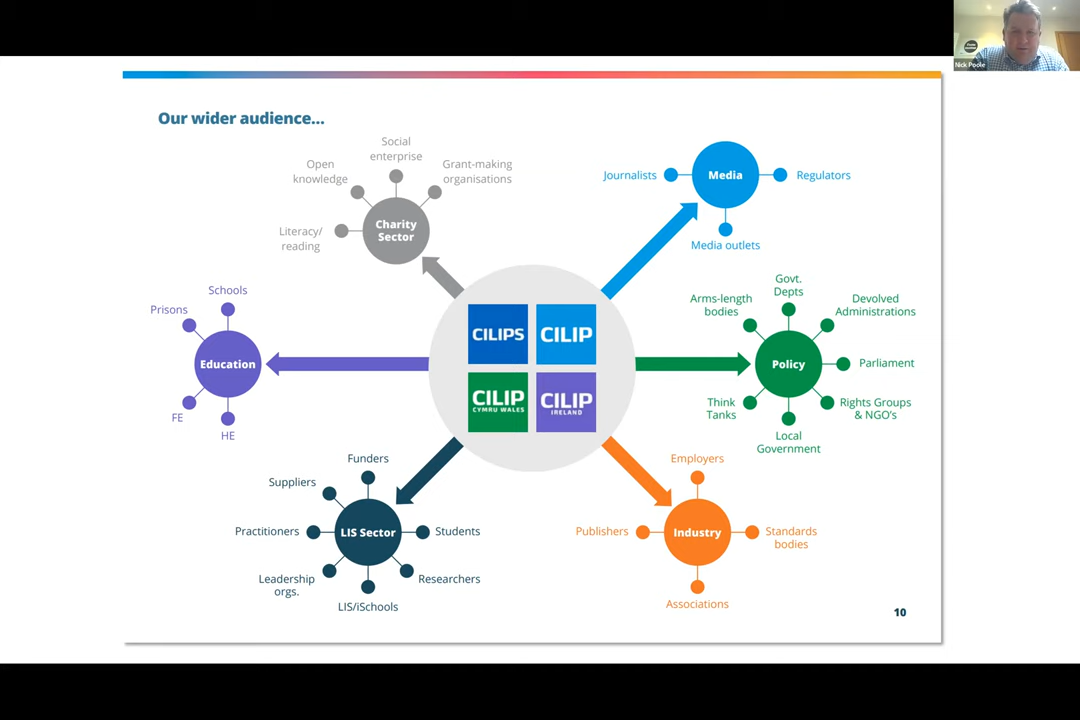 Nick Poole
Our wider audience...
Social
enterprise
Open
knowledge
Grant-making
organisations
Literacy/
reading
Charity
Sector
Journalists
Media
Regulators
Media outlets
Schools
Prisons
Education
FE
HE
CILIPS
CILIP
CILIP
CYMRU WALES
CILIP
IRELAND
Govt.
Depts
Arms-length
bodies
Devolved
Administrations
Policy
Parliament
Think
Tanks
Rights Groups
& NGO's
Local
Government
Funders
Suppliers
Practitioners
LIS Sector
Students
Leadership
orgs.
Researchers
LIS/iSchools
Employers
Publishers
Industry
Standards
bodies
Associations
10